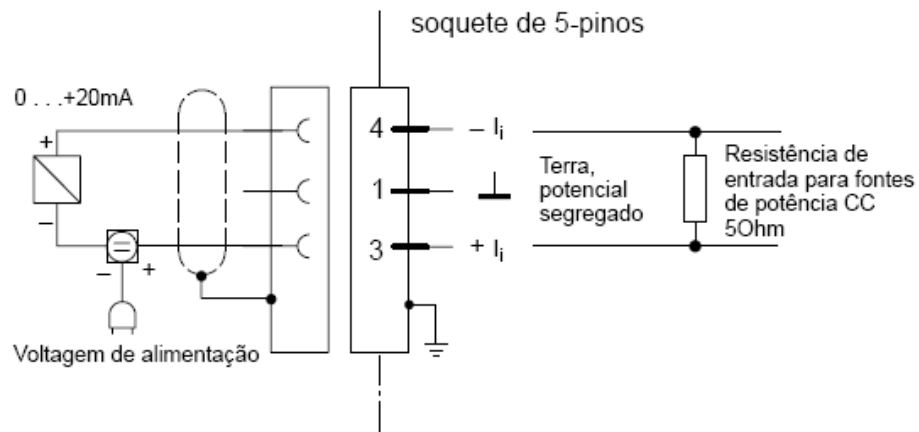 soquete de 5-pinos
0 . . .+20mA
+
−
− +
Voltagem de alimentação
4
1
3
− Ii
+ Ii
Terra,
potencial
segregado
Resistência de
entrada para fontes
de potência CC
5Ohm